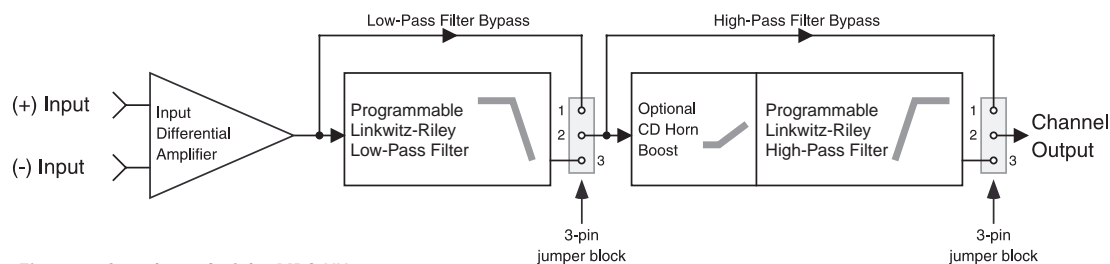 Low-Pass Filter Bypass
High-Pass Filter Bypass
(+) Input
(-) Input
Input
Differential
Amplifier
Programmable
Linkwitz-Riley
Low-Pass Filter
1
2
3
Optional
CD Horn
Boost
Programmable
Linkwitz-Riley
High-Pass Filter
1
2
3
Channel
Output
3-pin
jumper block
3-pin
jumper block